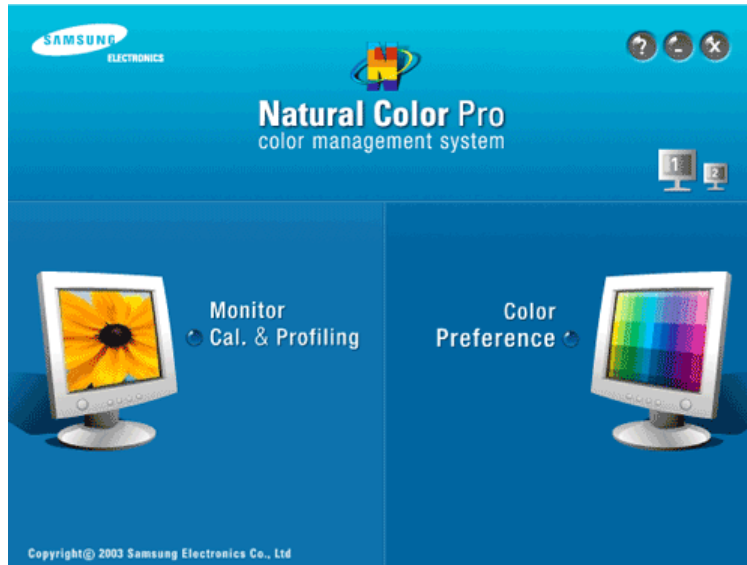 SAMSUNG
ELECTRONICS
? - x
N
Natural Color Pro
color management system
1 2
Monitor
Cal. & Profiling
Color
Preference
Copyright© 2003 Samsung Electronics Co., Ltd